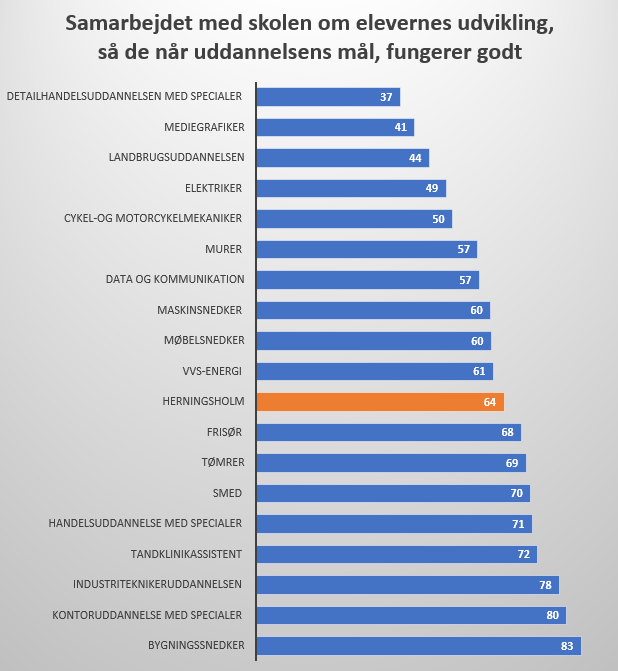 Samarbejdet med skolen om elevernes udvikling,
så de når uddannelsens mål, fungerer godt
DETAILHANDELSUDDANNELSEN MED SPECIALER 37
MEDIEGRAFIKER 41
LANDBRUGSUDDANNELSEN 44
ELEKTRIKER 49
CYKEL-OG MOTORCYKELMEKANIKER 50
MURER 57
DATA OG KOMMUNIKATION 57
MASKINSNEDKER 60
MØBELSNEDKER 60
VVS-ENERGI 61
HERNINGSHOLM 64
FRISØR 68
TØMRER 69
SMED 70
HANDELSUDDANNELSE MED SPECIALER 71
TANDKLINIKASSISTENT 72
INDUSTRITEKNIKERUDDANNELSEN 78
KONTORUDDANNELSE MED SPECIALER 80
BYGNINGSSNEDKER 83